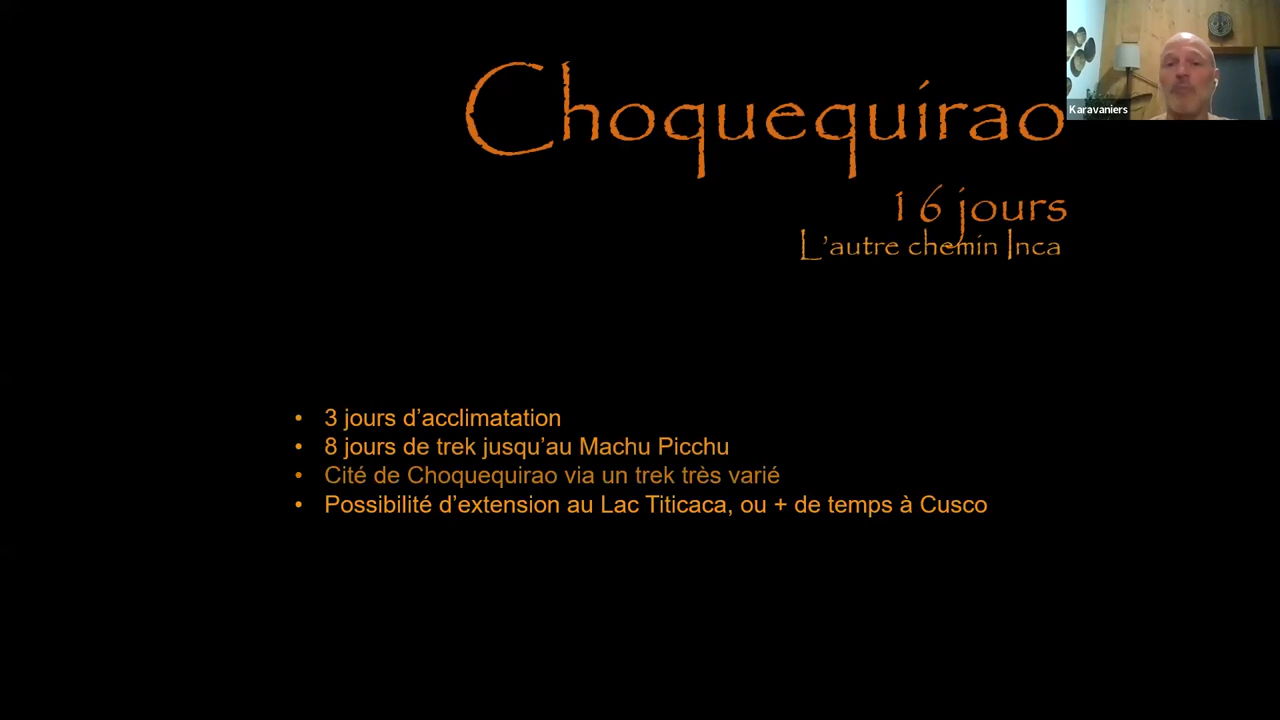 Choquequirao
Karavaniers
16 jours
L'autre chemin Inca
• 3 jours d'acclimatation
• 8 jours de trek jusqu'au Machu Picchu
• Cité de Choquequirao via un trek très varié
• Possibilité d'extension au Lac Titicaca, ou + de temps à Cusco